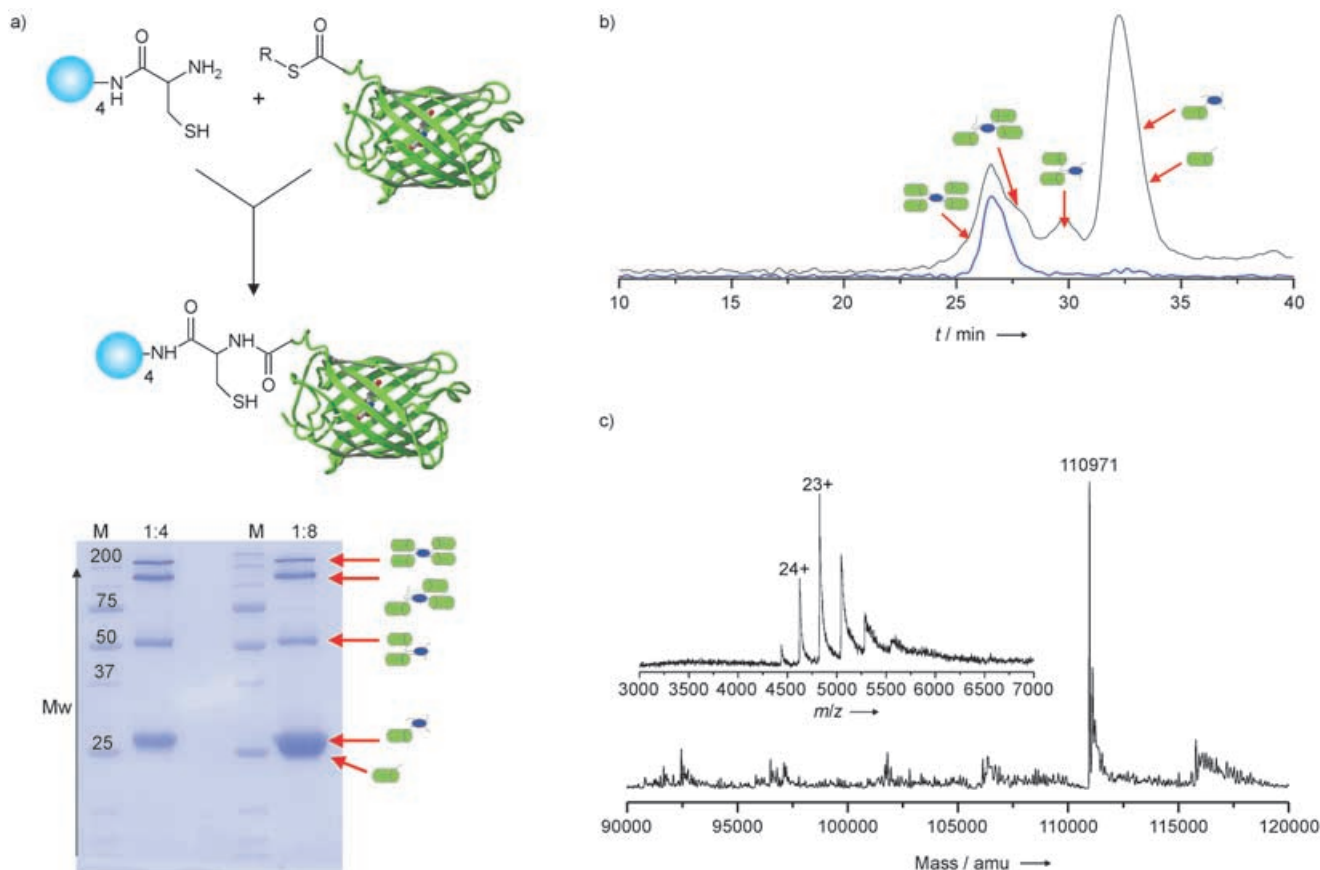 a)
O
N
H
4
NH₂
SH
+
R
S
O
O
NH
4
NH
O
SH
M 1:4 M 1:8
200
75
50
37
25
Mw
b)
10 15 20 25 30 35 40
t / min
c)
110971
23+
24+
3000 3500 4000 4500 5000 5500 6000 7000
m/z
90000 95000 100000 105000 110000 115000 120000
Mass / amu